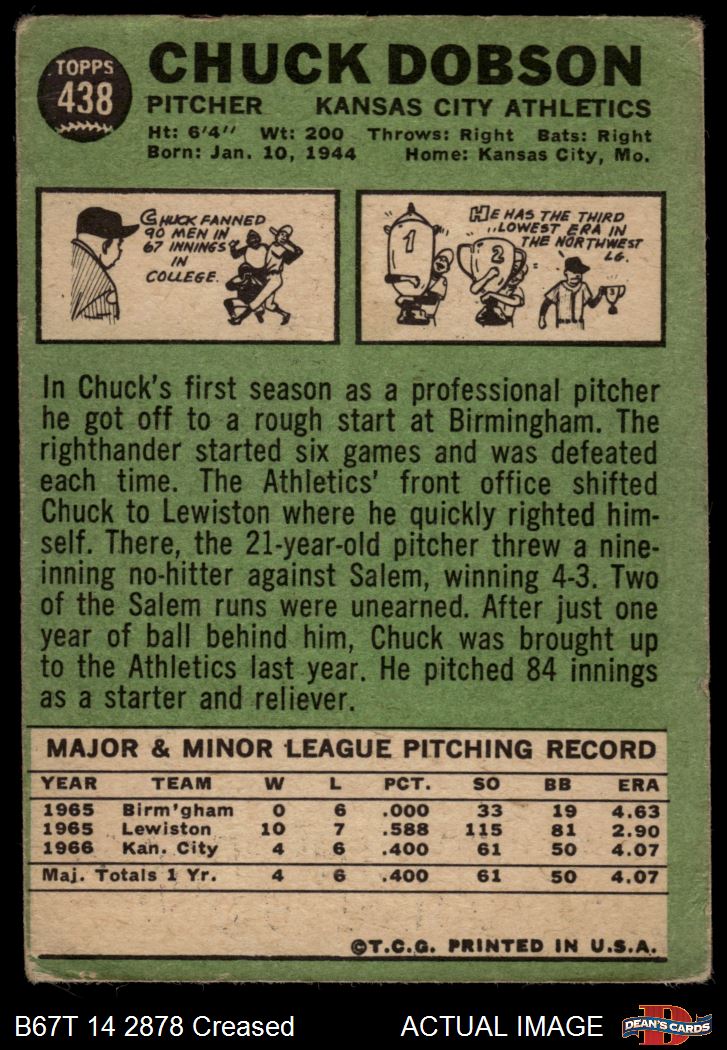 TOPPS
438
CHUCK DOBSON
PITCHER KANSAS CITY ATHLETICS
Ht: 6'4'' Wt: 200 Throws: Right Bats: Right
Born: Jan. 10, 1944 Home: Kansas City, Mo.
CHUCK FANNED
90 MEN IN
67 INNINGS
IN
COLLEGE.
1
2
HE HAS THE THIRD
LOWEST ERA IN
THE NORTHWEST
LG.
3
In Chuck's first season as a professional pitcher
he got off to a rough start at Birmingham. The
righthander started six games and was defeated
each time. The Athletics' front office shifted
Chuck to Lewiston where he quickly righted him-
self. There, the 21-year-old pitcher threw a nine-
inning no-hitter against Salem, winning 4-3. Two
of the Salem runs were unearned. After just one
year of ball behind him, Chuck was brought up
to the Athletics last year. He pitched 84 innings
as a starter and reliever.
MAJOR & MINOR LEAGUE PITCHING RECORD
YEAR TEAM W L PCT. SO BB ERA
1965 Birm'gham 0 6 .000 33 19 4.63
1965 Lewiston 10 7 .588 115 81 2.90
1966 Kan. City 4 6 .400 61 50 4.07
Maj. Totals 1 Yr. 4 6 .400 61 50 4.07
©T.C.G. PRINTED IN U.S.A.
B67T 14 2878 Creased ACTUAL IMAGE
D
DEAN'S CARDS